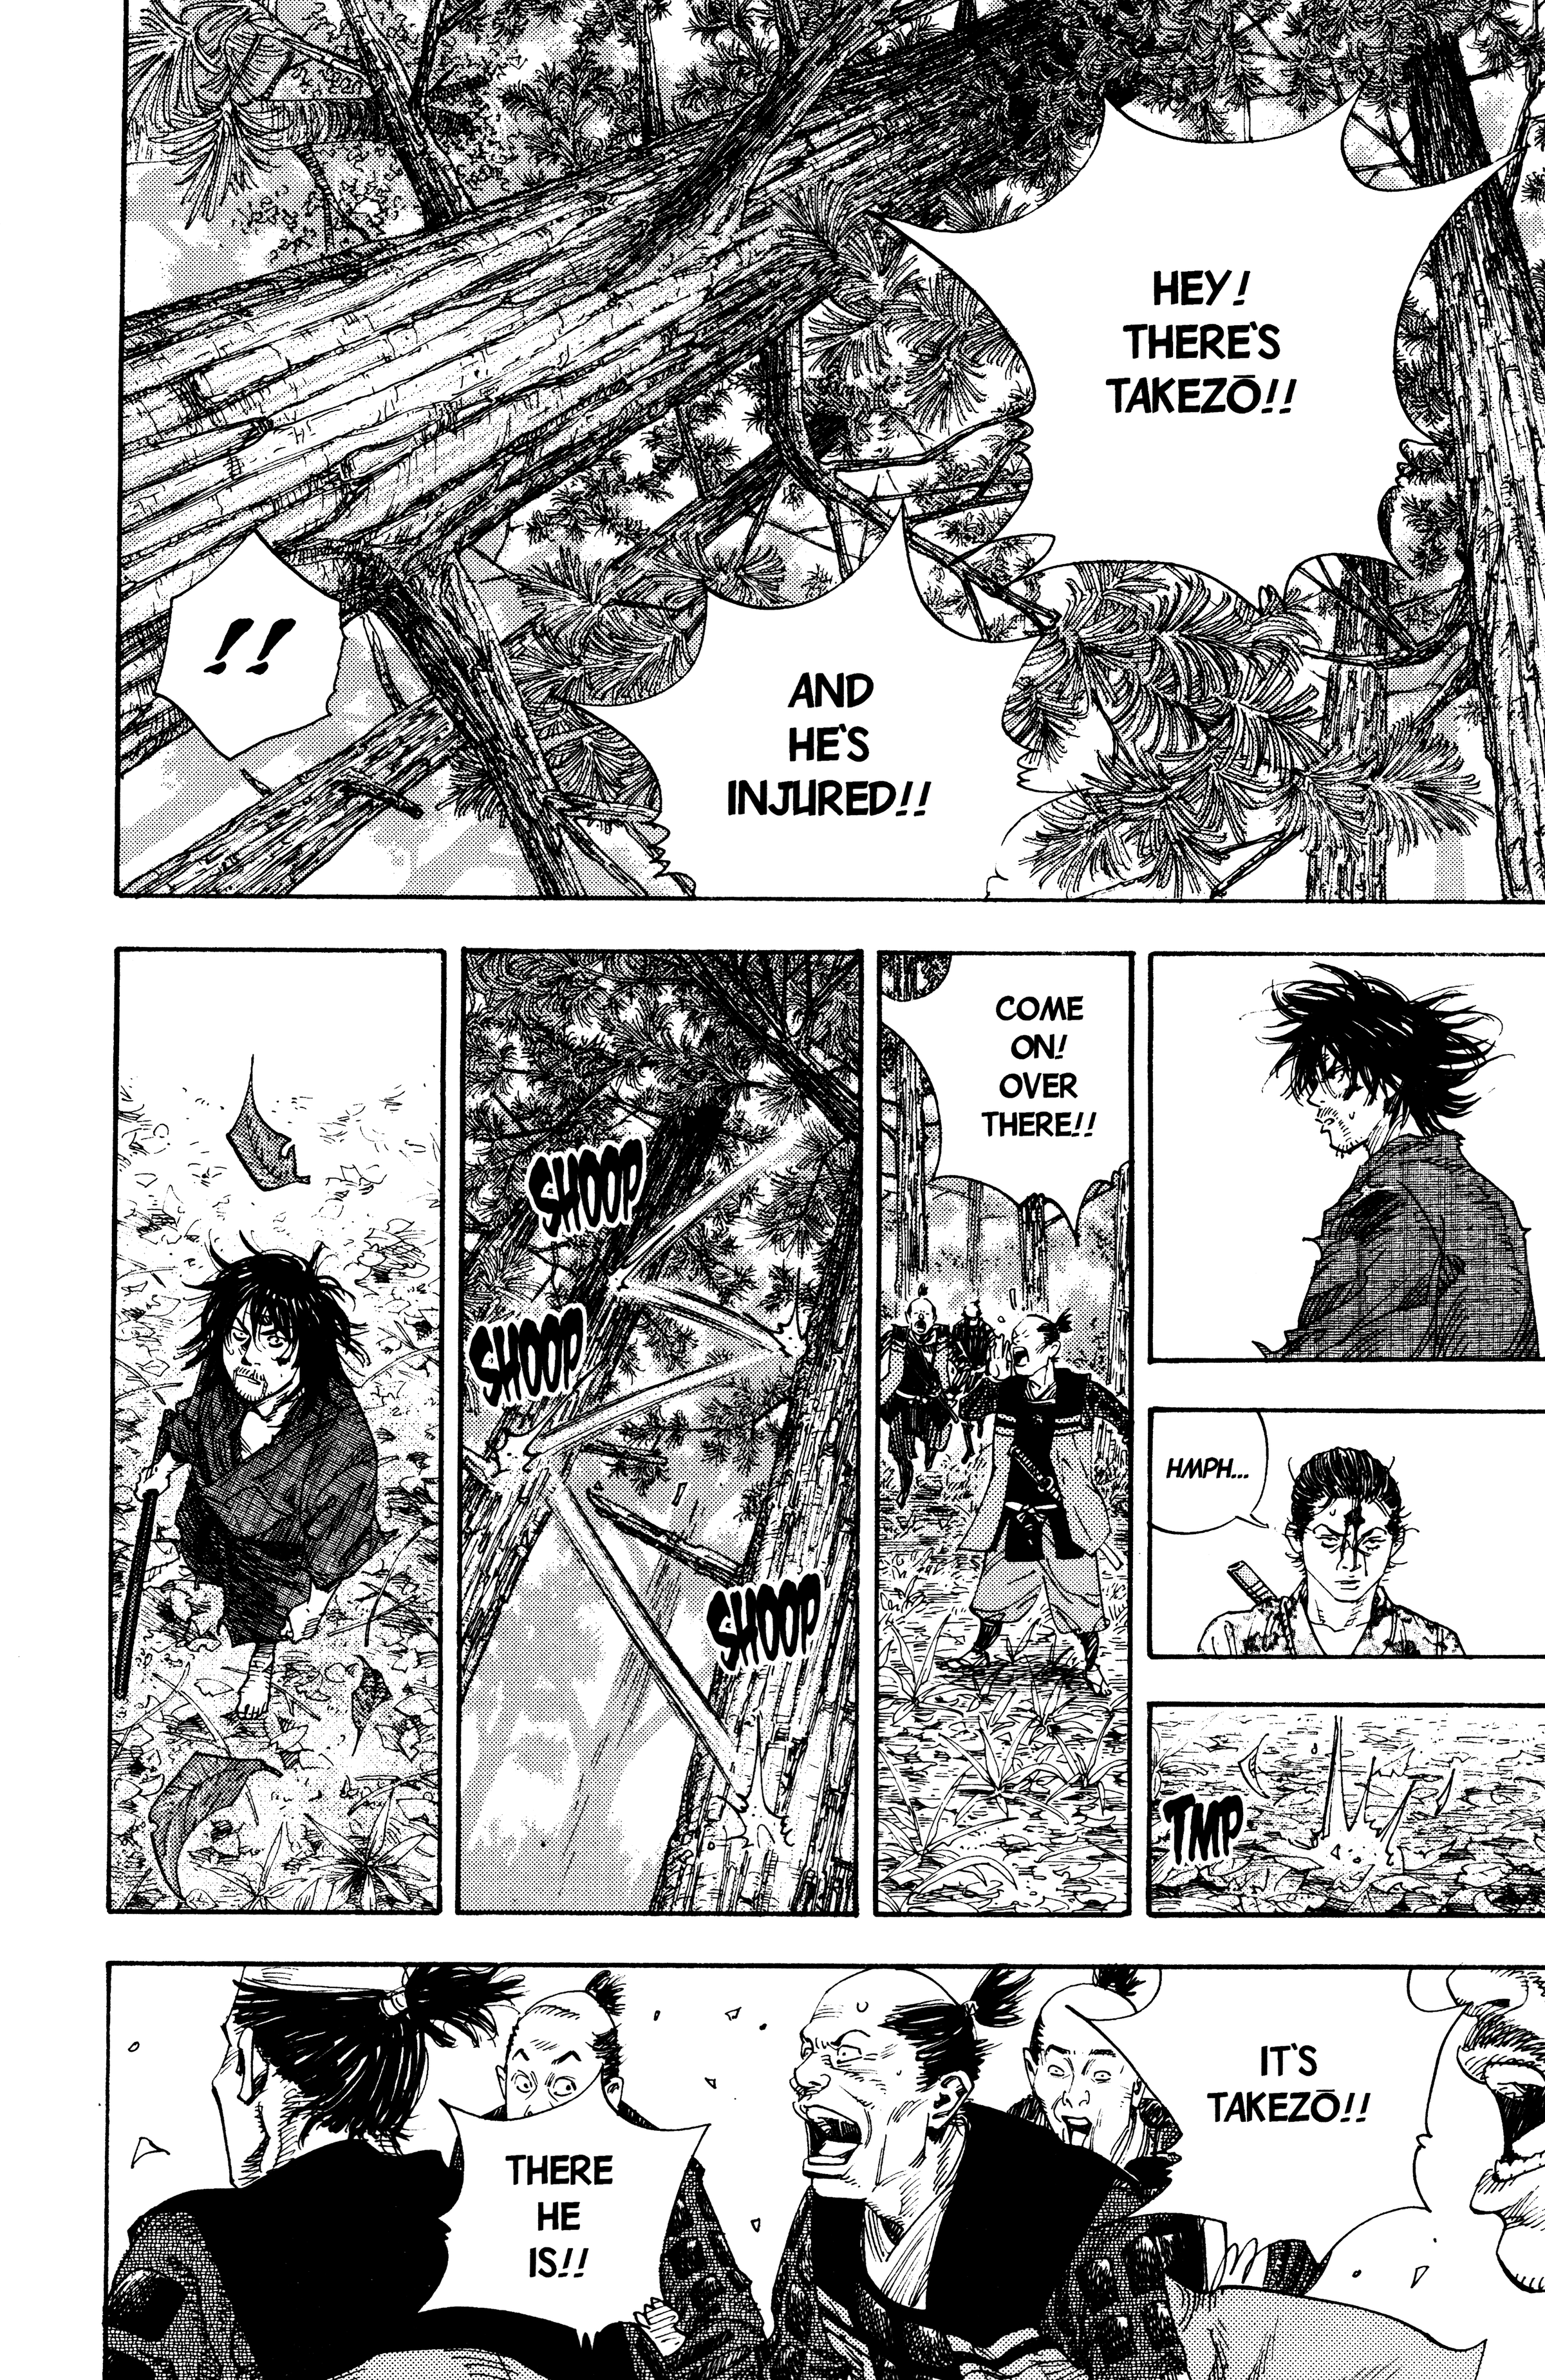 HEY!
THERE'S
TAKEZŌ!!
AND
HE'S
INJURED!!
!!
HMPH...
TMP
COME
ON!
OVER
THERE!!
SHOOP
SHOOP
SHOOP
IT'S
TAKEZŌ!!
THERE
HE
IS!!